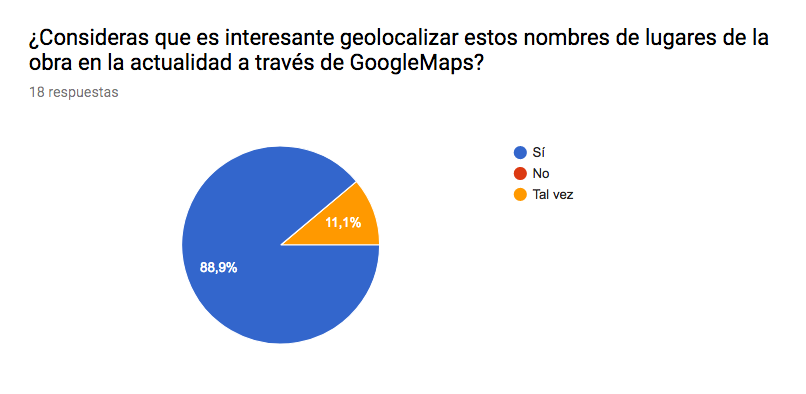 ¿Consideras que es interesante geolocalizar estos nombres de lugares de la
obra en la actualidad a través de GoogleMaps?
18 respuestas
Sí
No
Tal vez
11,1%
88,9%